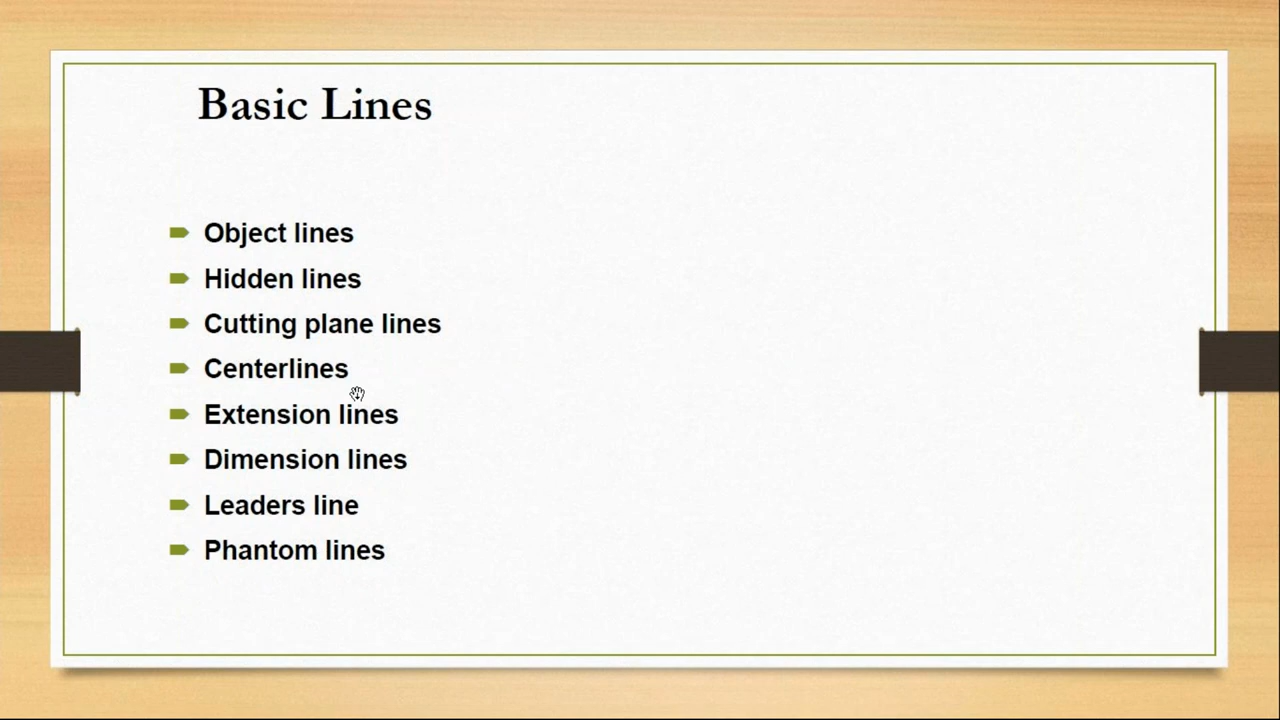 Basic Lines
Object lines
Hidden lines
Cutting plane lines
Centerlines
Extension lines
Dimension lines
Leaders line
Phantom lines